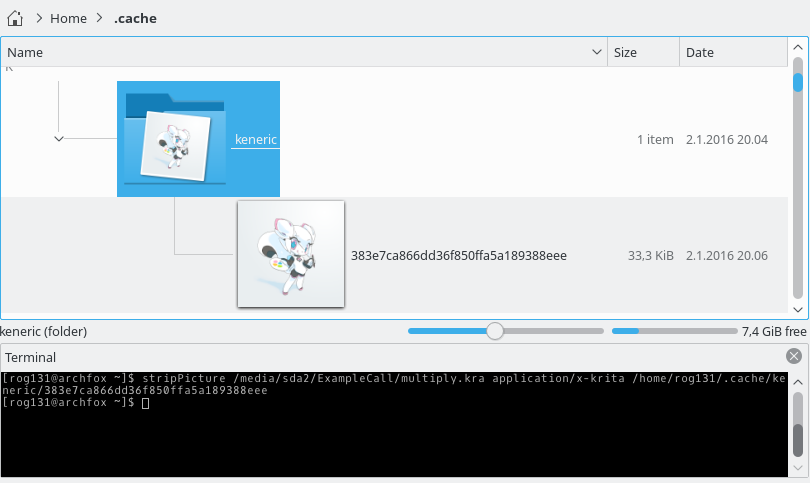 Home .cache
Name Size Date
keneric 1 item 2.1.2016 20.04
383e7ca866dd36f850ffa5a189388eee 33,3 KiB 2.1.2016 20.06
keneric (folder) 7,4 GiB free
Terminal
[rog131@archfox ~]$ stripPicture /media/sda2/ExampleCall/multiply.kra application/x-krita /home/rog131/.cache/ke
neric/383e7ca866dd36f850ffa5a189388eee
[rog131@archfox ~]$